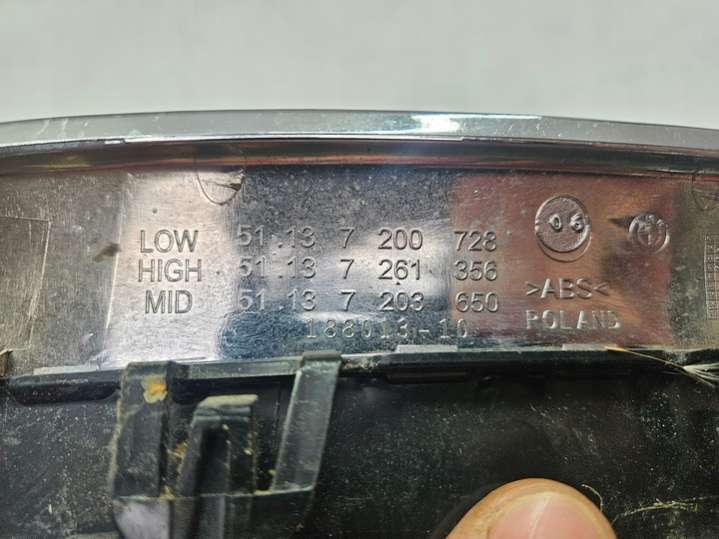 LOW 51.13 7 200 728
HIGH 51.13 7 261 356
MID 51.13 7 203 650
188013-10
06
>ABS<
POLAND